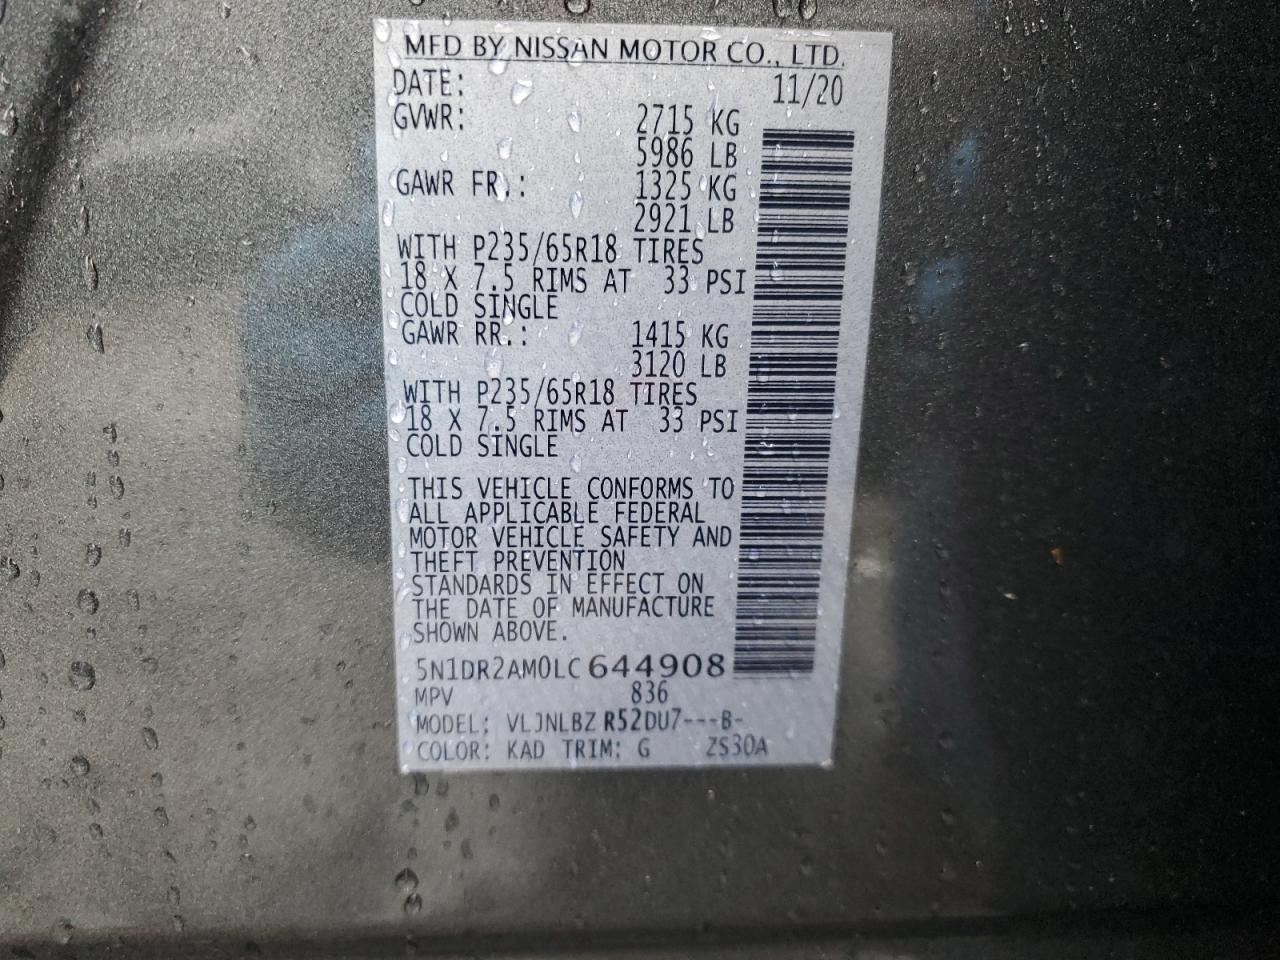 MFD BY NISSAN MOTOR CO., LTD.
DATE: 11/20
GVWR: 2715 KG
5986 LB
GAWR FR.: 1325 KG
2921 LB
WITH P235/65R18 TIRES
18 X 7.5 RIMS AT 33 PSI
COLD SINGLE
GAWR RR.: 1415 KG
3120 LB
WITH P235/65R18 TIRES
18 X 7.5 RIMS AT 33 PSI
COLD SINGLE
THIS VEHICLE CONFORMS TO
ALL APPLICABLE FEDERAL
MOTOR VEHICLE SAFETY AND
THEFT PREVENTION
STANDARDS IN EFFECT ON
THE DATE OF MANUFACTURE
SHOWN ABOVE.
5N1DR2AM0LC644908
MPV 836
MODEL: VLJNLBZ R52DU7---B-
COLOR: KAD TRIM: G ZS30A